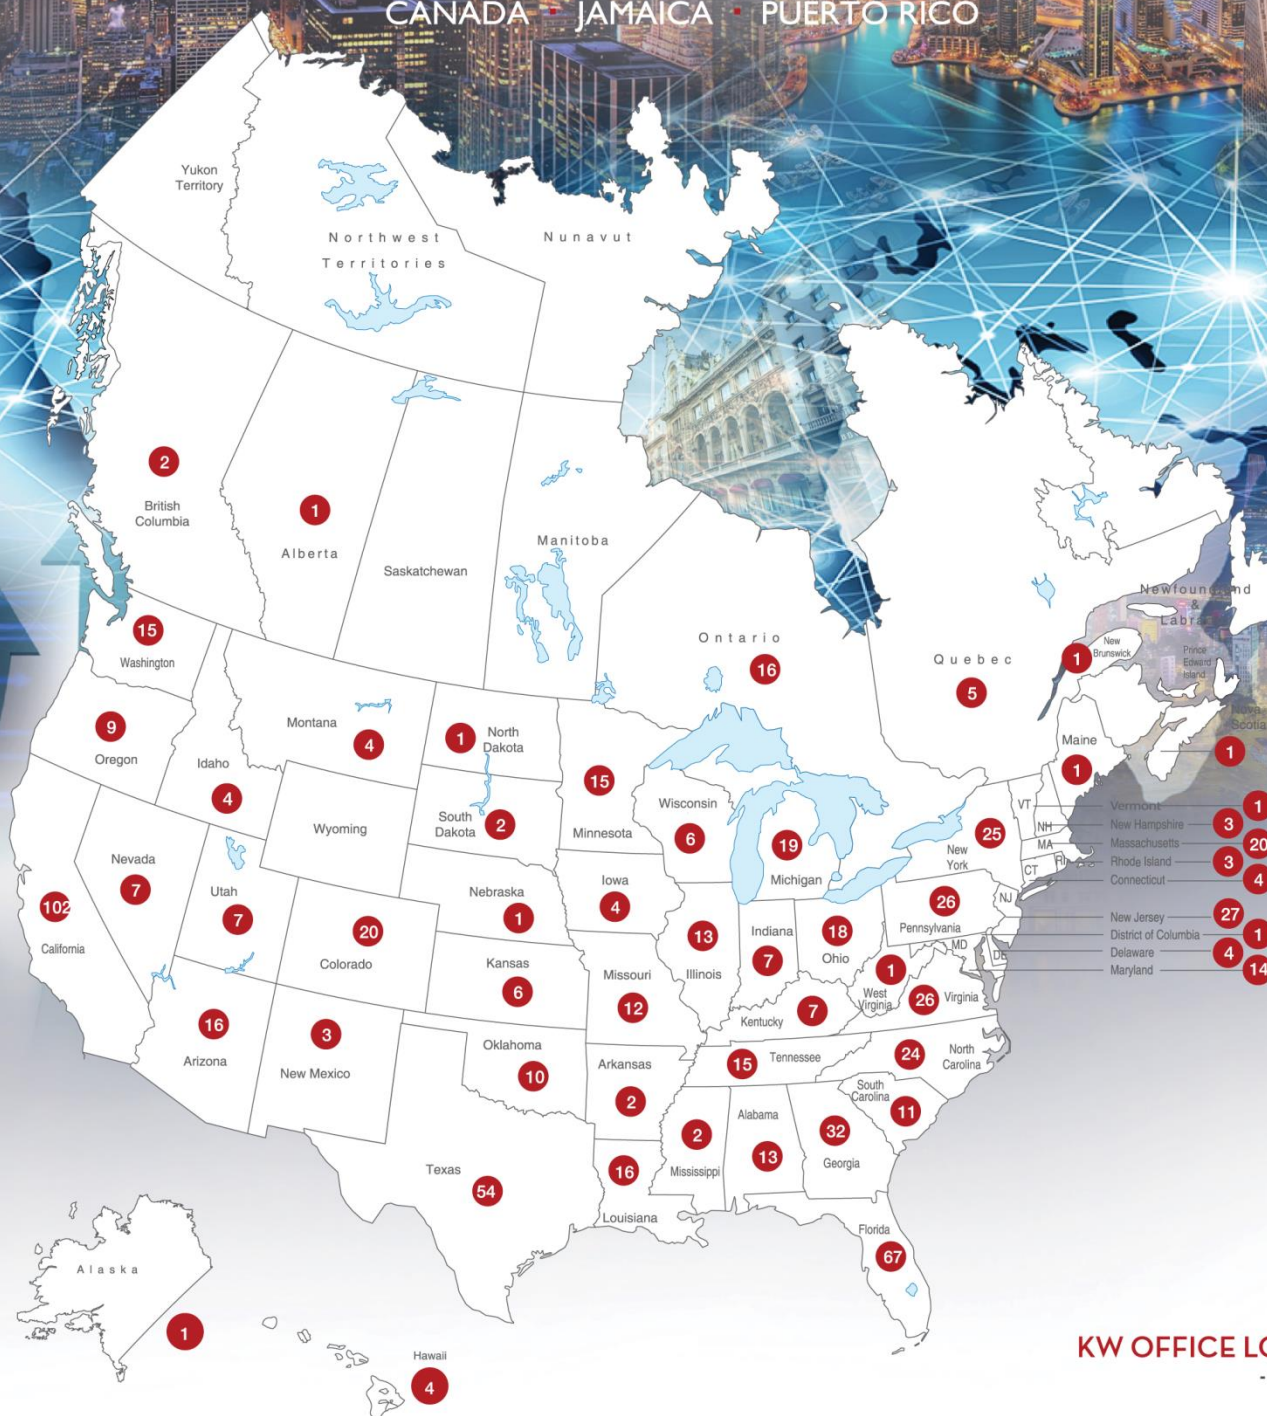 CANADA ▪ JAMAICA ▪ PUERTO RICO
Yukon
Territory
Northwest
Territories
Nunavut
2
British
Columbia
1
Alberta
Saskatchewan
Manitoba
Ontario
16
Quebec
5
Newfoundland
&
New
Brunswick
1
Prince
Edward
Island
Scotia
1
15
Washington
9
Oregon
Idaho
4
Montana
4
1
North
Dakota
South
Dakota
2
15
Minnesota
Wisconsin
6
19
Michigan
25
New
York
Maine
1
VT
NH
MA
RI
CT
NJ
MD
DE
Vermont 1
New Hampshire 3
Massachusetts 20
Rhode Island 3
Connecticut 4
New Jersey 27
District of Columbia 1
Delaware 4
Maryland 14
Wyoming
Nevada
7
Utah
7
102
California
20
Colorado
Nebraska
1
Iowa
4
Kansas
6
Missouri
12
13
Illinois
Indiana
7
18
Ohio
26
Pennsylvania
1
West
Virginia
26
Virginia
Kentucky
7
16
Arizona
3
New Mexico
Oklahoma
10
Arkansas
2
15
Tennessee
24
North
Carolina
South
Carolina
11
Texas
54
16
Louisiana
2
Mississippi
Alabama
13
32
Georgia
Florida
67
Alaska
1
Hawaii
4
KW OFFICE